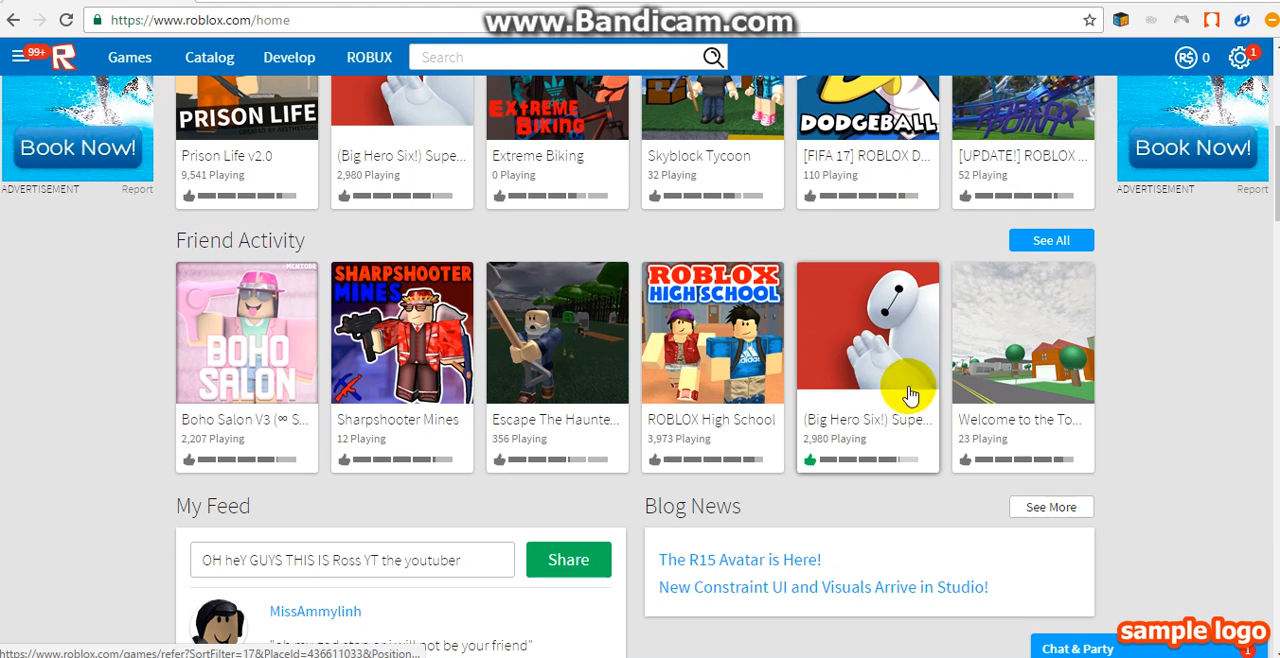 https://www.roblox.com/home
www.Bandicam.com
99+
R
Games
Catalog
Develop
ROBUX
Search
R$ 0
1
Book Now!
ADVERTISEMENT
Report
PRISON LIFE
CREATED BY AESTHETICAL
EXTREME
BIKING
DODGEBALL
Book Now!
ADVERTISEMENT
Report
Prison Life v2.0
9,541 Playing
(Big Hero Six!) Supe...
2,980 Playing
Extreme Biking
0 Playing
Skyblock Tycoon
32 Playing
[FIFA 17] ROBLOX D...
110 Playing
[UPDATE!] ROBLOX ...
52 Playing
Friend Activity
See All
BOHO
SALON
SHARPSHOOTER
MINES
ROBLOX
HIGH SCHOOL
adidas
Boho Salon V3 (∞ S...
2,207 Playing
Sharpshooter Mines
12 Playing
Escape The Haunte...
356 Playing
ROBLOX High School
3,973 Playing
(Big Hero Six!) Supe...
2,980 Playing
Welcome to the To...
23 Playing
My Feed
OH heY GUYS THIS IS Ross YT the youtuber
Share
MissAmmylinh
Blog News
See More
The R15 Avatar is Here!
New Constraint UI and Visuals Arrive in Studio!
https://www.roblox.com/games/refer?SortFilter=17&PlaceId=436611033&Position...
sample logo
Chat & Party
1